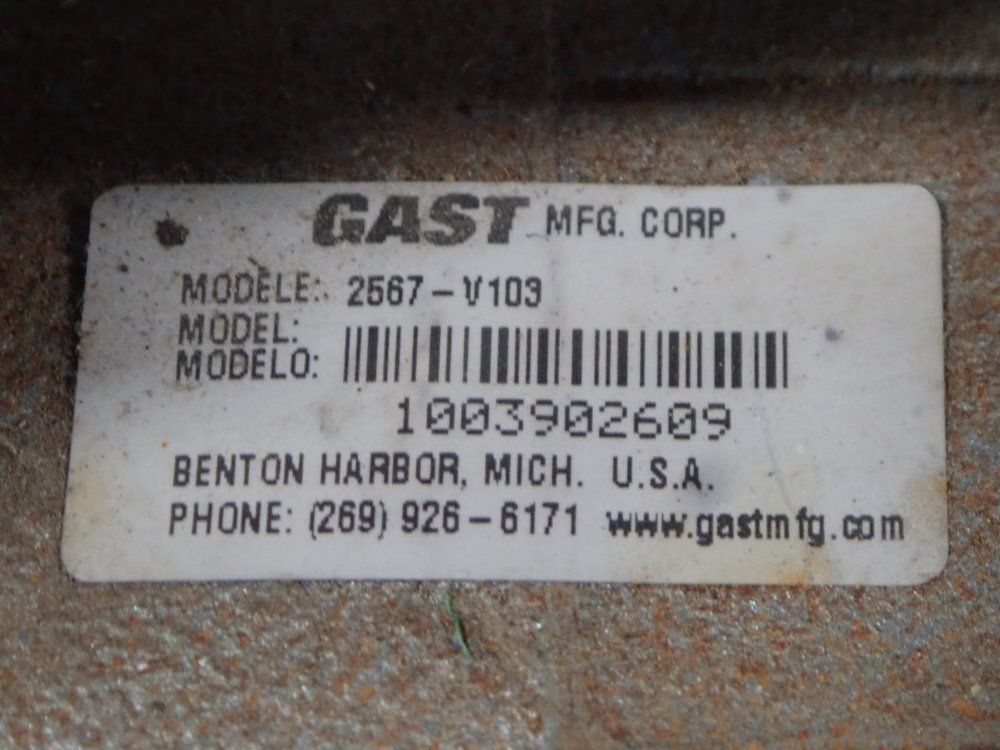 GAST MFG. CORP.
MODELE: 2567-V103
MODEL:
MODELO:
1003902609
BENTON HARBOR, MICH. U.S.A.
PHONE: (269) 926-6171 www.gastmfg.com